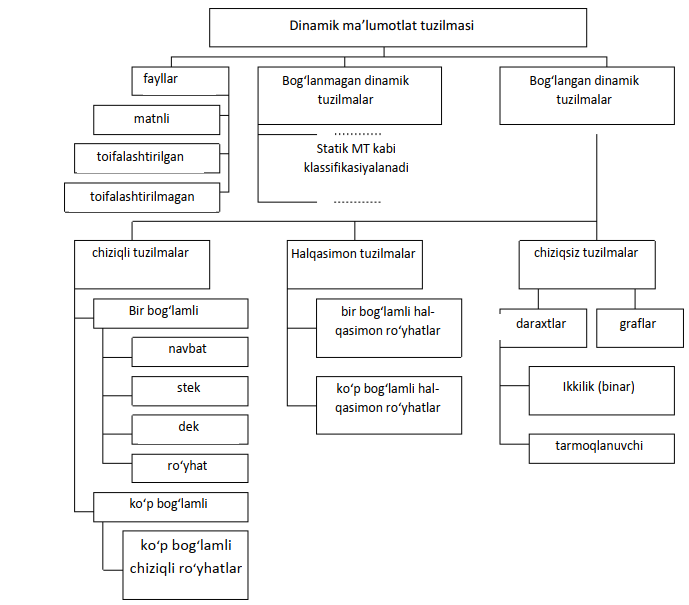 Dinamik ma’lumotlat tuzilmasi
fayllar
matnli
toifalashtirilgan
toifalashtirilmagan
Bog‘lanmagan dinamik
tuzilmalar
Statik MT kabi
klassifikasiyalanadi
Bog‘langan dinamik
tuzilmalar
chiziqli tuzilmalar
Bir bog‘lamli
navbat
stek
dek
ro‘yhat
ko‘p bog‘lamli
ko‘p bog‘lamli
chiziqli ro‘yhatlar
Halqasimon tuzilmalar
bir bog‘lamli hal-
qasimon ro‘yhatlar
ko‘p bog‘lamli hal-
qasimon ro‘yhatlar
chiziqsiz tuzilmalar
daraxtlar
graflar
Ikkilik (binar)
tarmoqlanuvchi